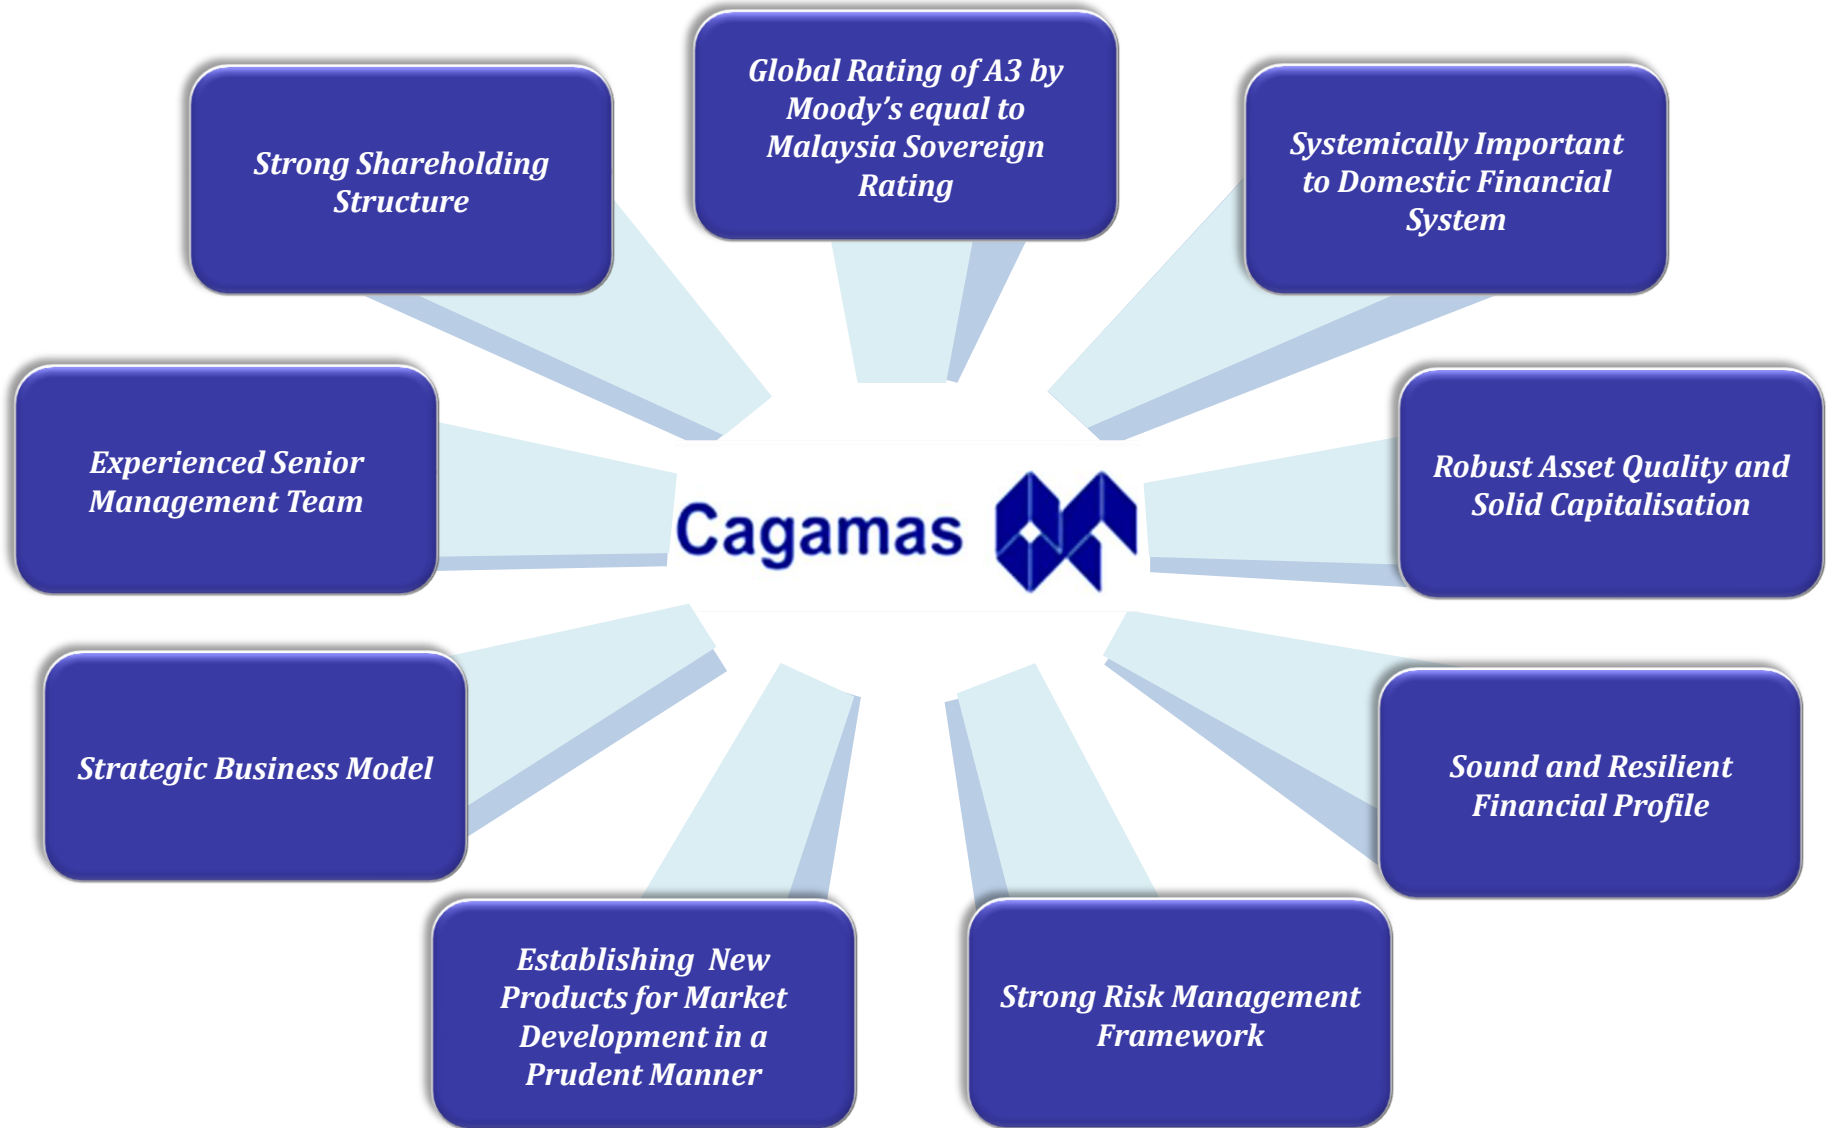 Global Rating of A3 by
Moody’s equal to
Malaysia Sovereign
Rating
Strong Shareholding
Structure
Systemically Important
to Domestic Financial
System
Experienced Senior
Management Team
Cagamas
Robust Asset Quality and
Solid Capitalisation
Strategic Business Model
Sound and Resilient
Financial Profile
Establishing  New
Products for Market
Development in a
Prudent Manner
Strong Risk Management
Framework